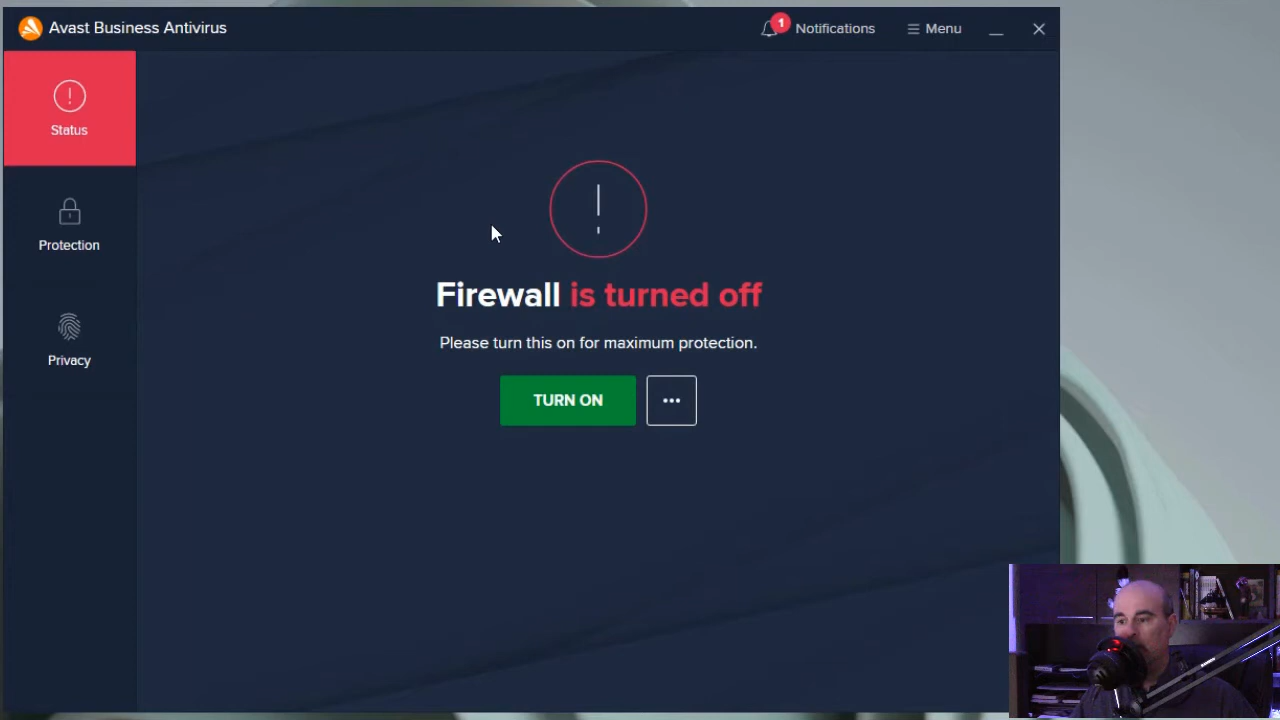 Avast Business Antivirus
1
Notifications
Menu
Status
Protection
Privacy
Firewall is turned off
Please turn this on for maximum protection.
TURN ON